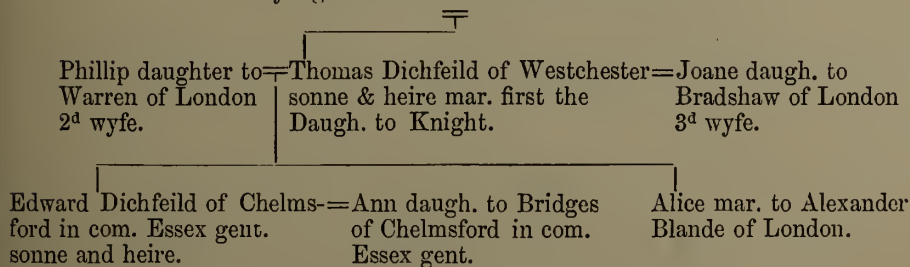 Phillip daughter to
Warren of London
2d wyfe.
Thomas Dichfeild of Westchester
sonne & heire mar. first the
Daugh. to Knight.
Joane daugh. to
Bradshaw of London
3d wyfe.
Edward Dichfeild of Chelms-
ford in com. Essex gent.
sonne and heire.
Ann daugh. to Bridges
of Chelmsford in com.
Essex gent.
Alice mar. to Alexander
Blande of London.